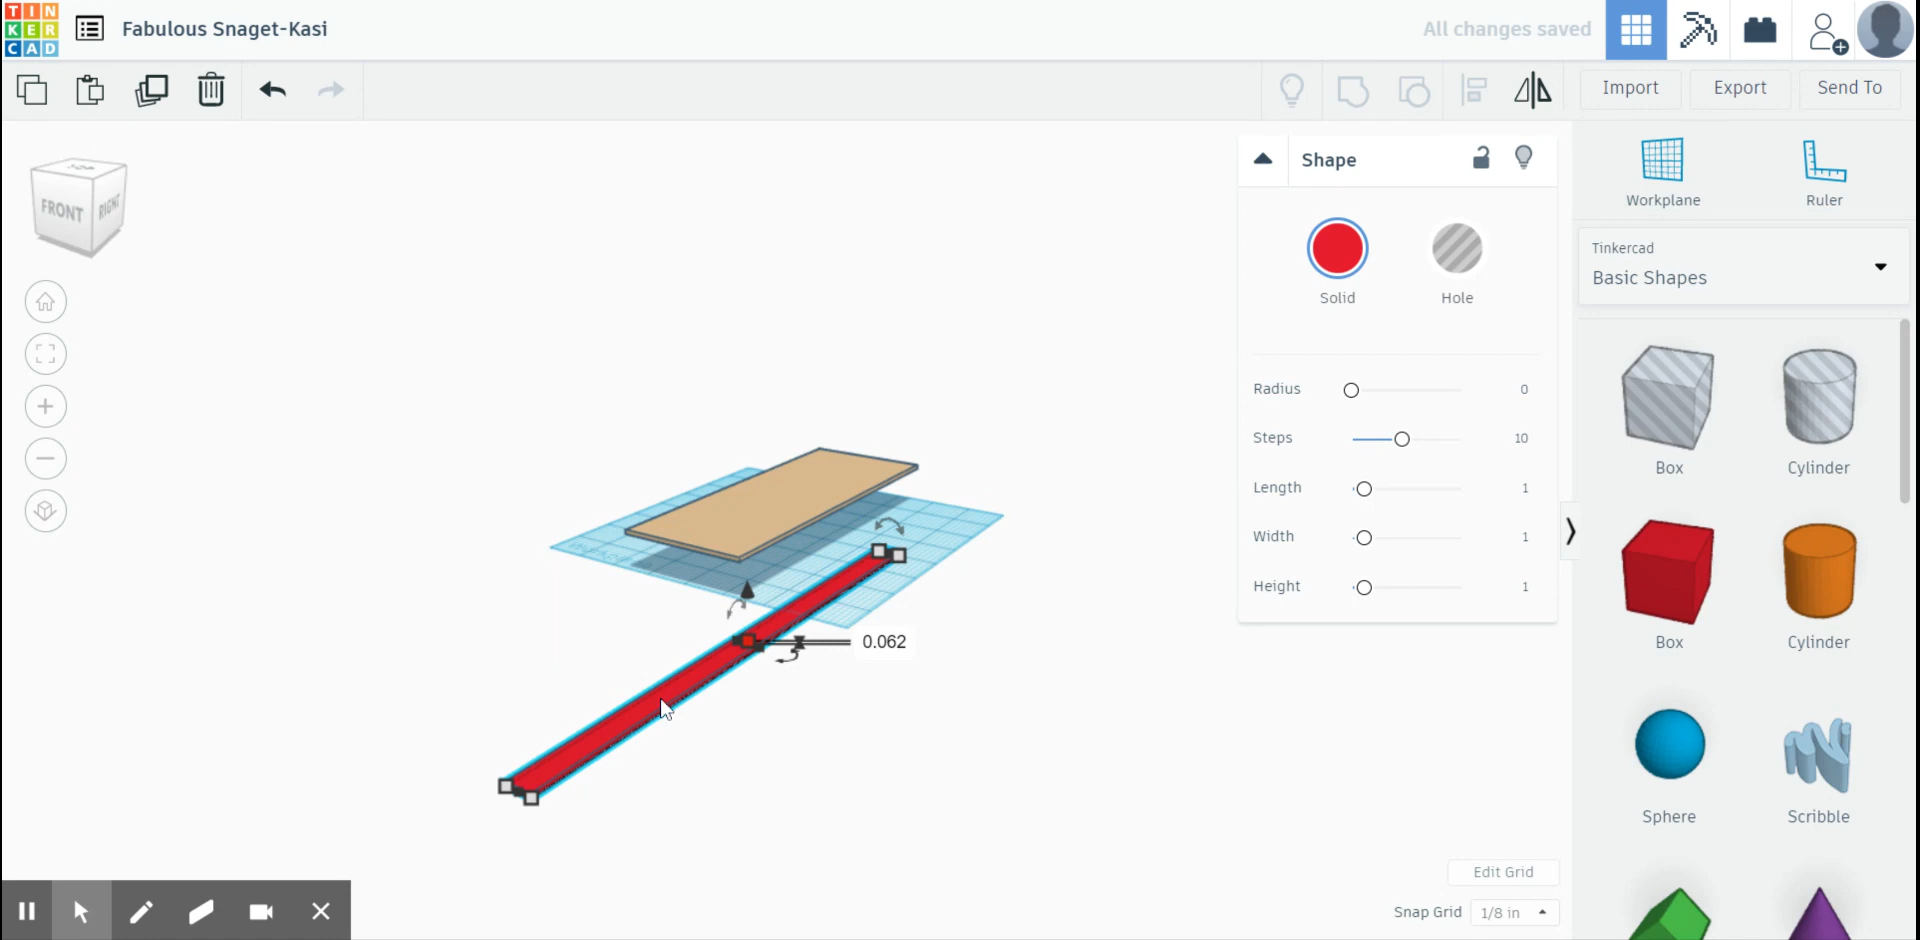 TIN
KER
CAD
Fabulous Snaget-Kasi
All changes saved
Import
Export
Send To
TOP
FRONT
RIGHT
Shape
Solid
Hole
Radius 0
Steps 10
Length 1
Width 1
Height 1
0.062
Workplane
Ruler
Tinkercad
Basic Shapes
Box
Cylinder
Box
Cylinder
Sphere
Scribble
Edit Grid
Snap Grid 1/8 in